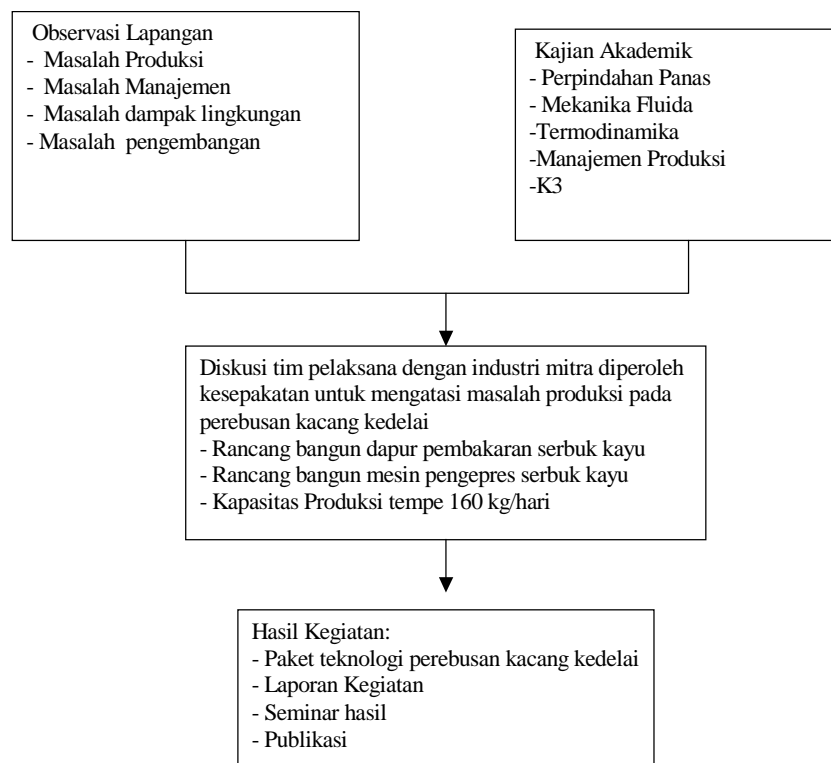 Observasi Lapangan
- Masalah Produksi
- Masalah Manajemen
- Masalah dampak lingkungan
- Masalah pengembangan
Kajian Akademik
- Perpindahan Panas
- Mekanika Fluida
-Termodinamika
-Manajemen Produksi
-K3
Diskusi tim pelaksana dengan industri mitra diperoleh
kesepakatan untuk mengatasi masalah produksi pada
perebusan kacang kedelai
- Rancang bangun dapur pembakaran serbuk kayu
- Rancang bangun mesin pengepres serbuk kayu
- Kapasitas Produksi tempe 160 kg/hari
Hasil Kegiatan:
- Paket teknologi perebusan kacang kedelai
- Laporan Kegiatan
- Seminar hasil
- Publikasi